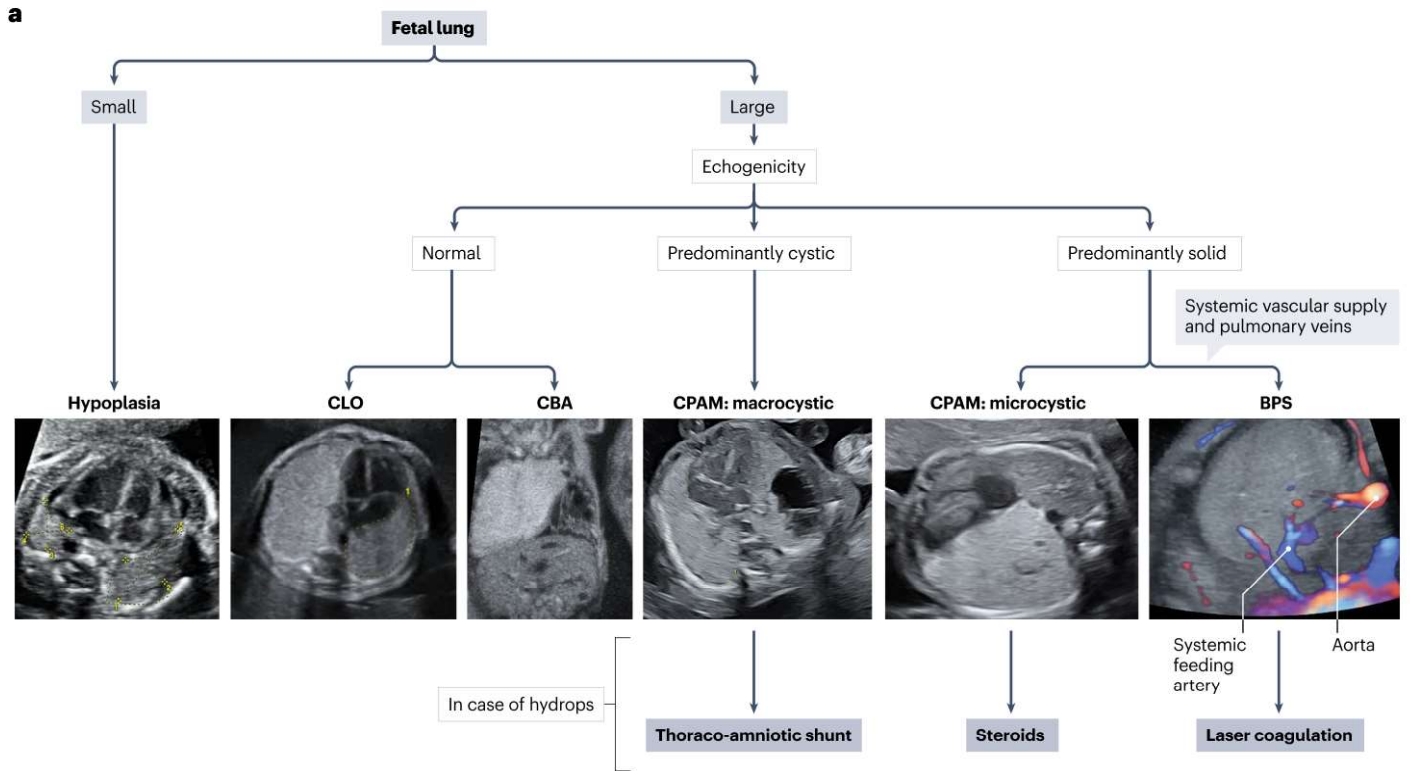 a
Fetal lung
Small
Large
Echogenicity
Normal
Predominantly cystic
Predominantly solid
Systemic vascular supply
and pulmonary veins
Hypoplasia
CLO
CBA
CPAM: macrocystic
CPAM: microcystic
BPS
Systemic
feeding
artery
Aorta
In case of hydrops
Thoraco-amniotic shunt
Steroids
Laser coagulation